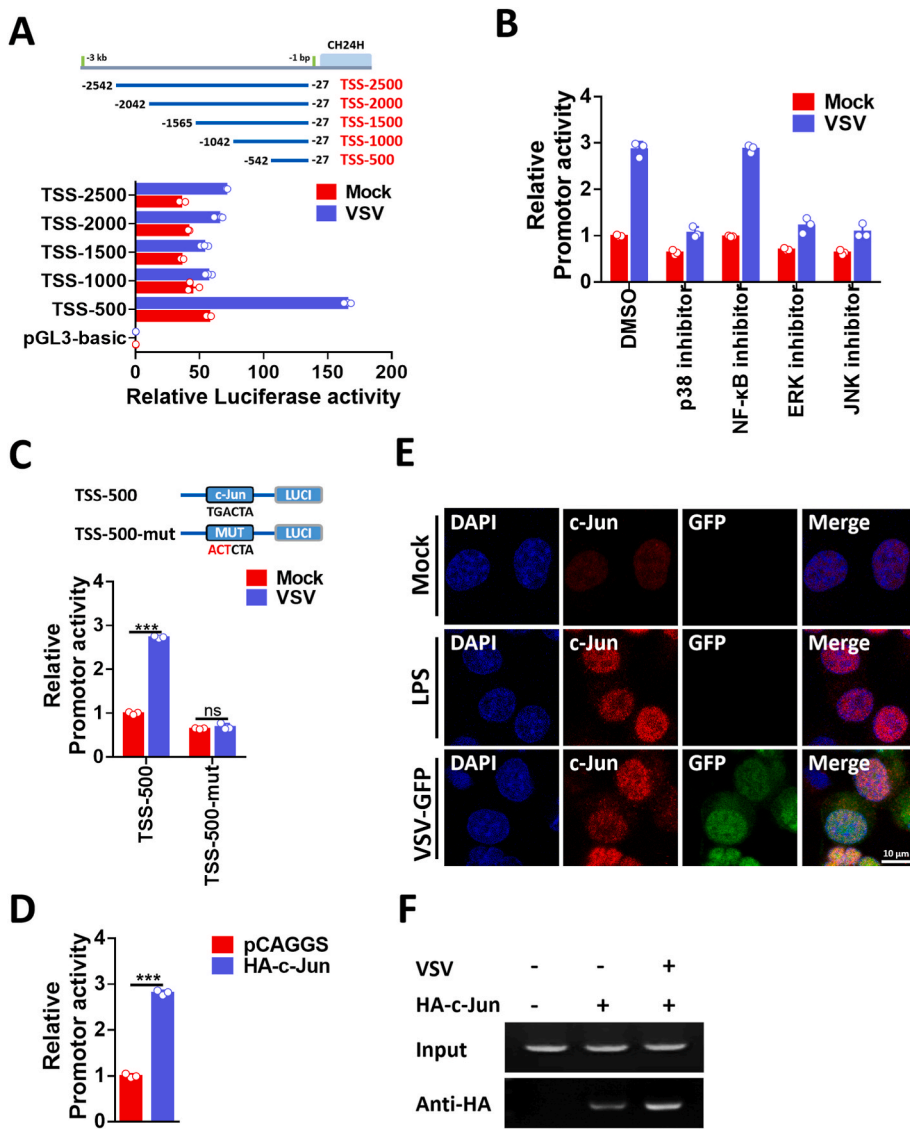 A
-3 kb
-1 bp
CH24H
-2542
-27
TSS-2500
-2042
-27
TSS-2000
-1565
-27
TSS-1500
-1042
-27
TSS-1000
-542
-27
TSS-500
TSS-2500
TSS-2000
TSS-1500
TSS-1000
TSS-500
pGL3-basic
Mock
VSV
0 50 100 150 200
Relative Luciferase activity
B
Mock
VSV
Relative
Promotor activity
4
3
2
1
0
DMSO
p38 inhibitor
NF-κB inhibitor
ERK inhibitor
JNK inhibitor
C
TSS-500
c-Jun
LUCI
TGACTA
TSS-500-mut
MUT
LUCI
ACTCTA
Mock
VSV
Relative
Promotor activity
4
3
2
1
0
***
ns
TSS-500
TSS-500-mut
D
pCAGGS
HA-c-Jun
Relative
Promotor activity
4
3
2
1
0
***
E
Mock
DAPI
c-Jun
GFP
Merge
LPS
DAPI
c-Jun
GFP
Merge
VSV-GFP
DAPI
c-Jun
GFP
Merge
10 μm
F
VSV - - +
HA-c-Jun - + +
Input
Anti-HA